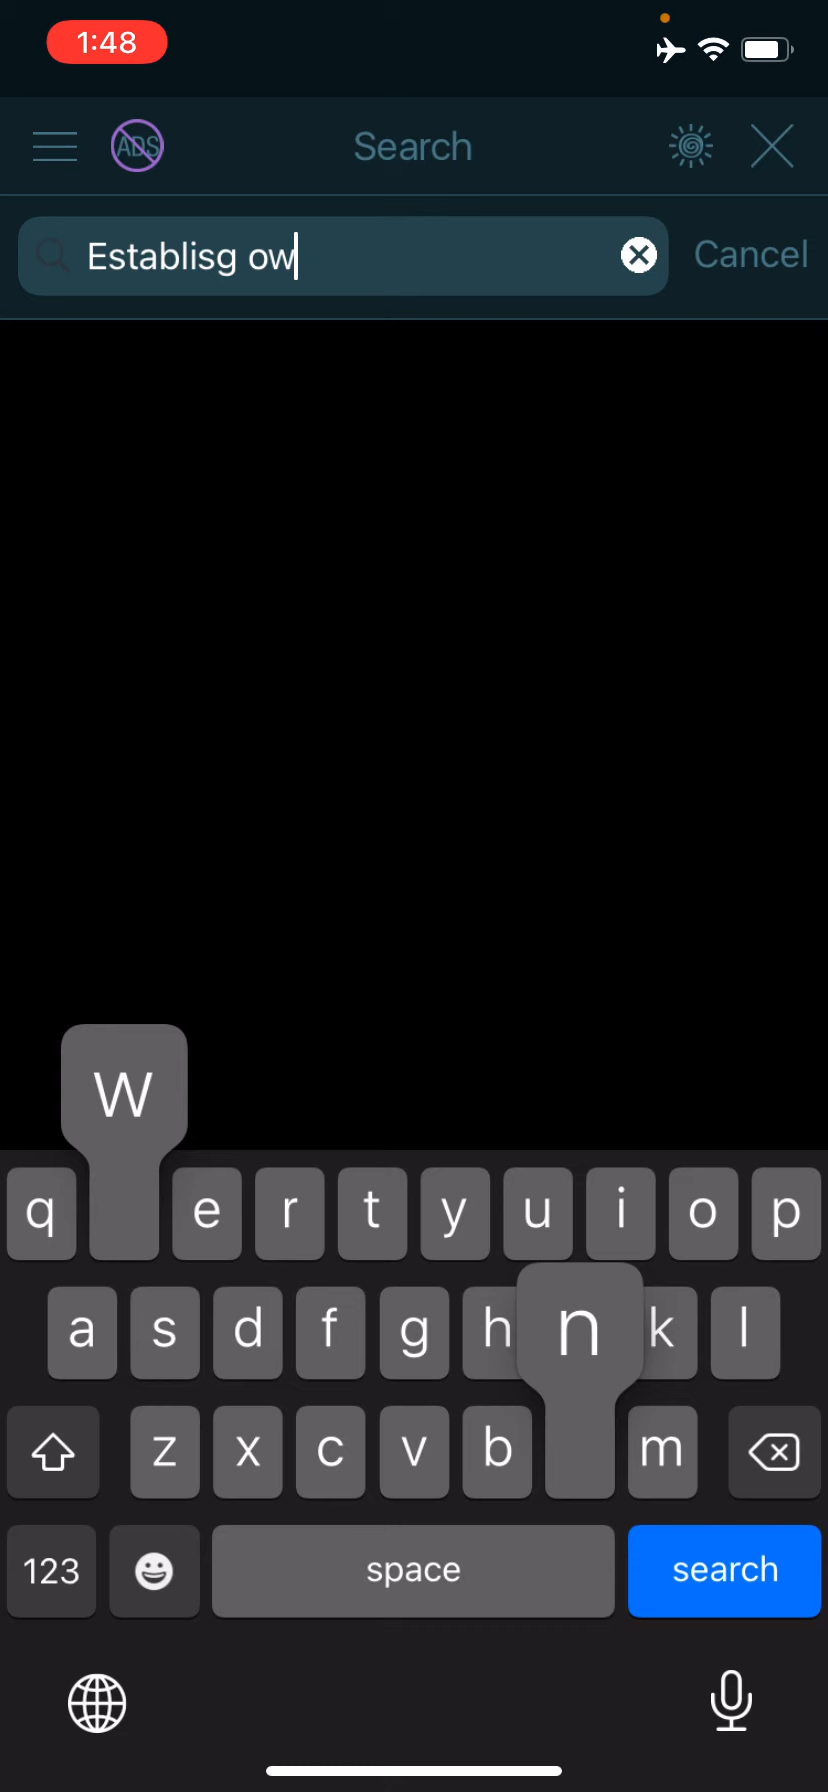 1:48
ADS
Search
Establisg ow
Cancel
w
q e r t y u i o p
a s d f g h n k l
z x c v b m
123 space search